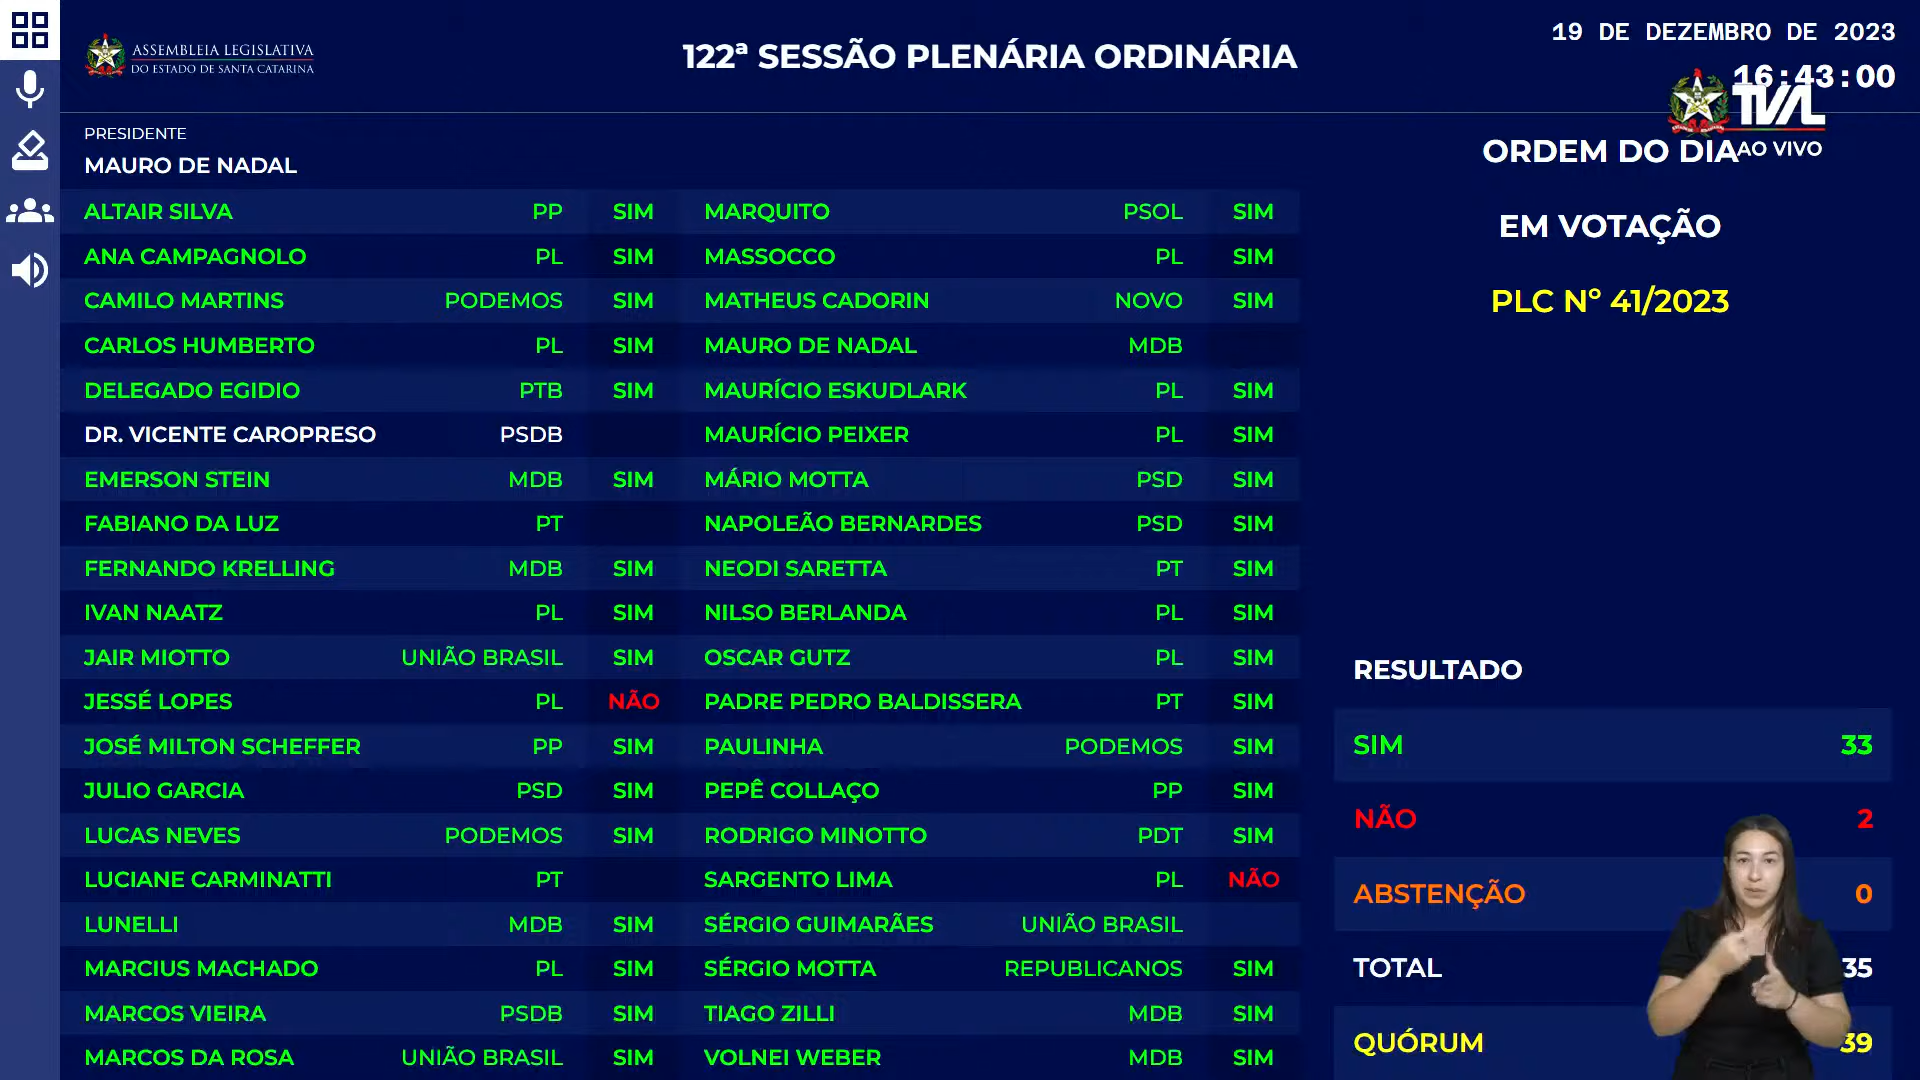 ASSEMBLEIA LEGISLATIVA
DO ESTADO DE SANTA CATARINA
122ª SESSÃO PLENÁRIA ORDINÁRIA
19 DE DEZEMBRO DE 2023
16:43:00
TVAL
AO VIVO
PRESIDENTE
MAURO DE NADAL
ALTAIR SILVA PP SIM
ANA CAMPAGNOLO PL SIM
CAMILO MARTINS PODEMOS SIM
CARLOS HUMBERTO PL SIM
DELEGADO EGIDIO PTB SIM
DR. VICENTE CAROPRESO PSDB
EMERSON STEIN MDB SIM
FABIANO DA LUZ PT
FERNANDO KRELLING MDB SIM
IVAN NAATZ PL SIM
JAIR MIOTTO UNIÃO BRASIL SIM
JESSÉ LOPES PL NÃO
JOSÉ MILTON SCHEFFER PP SIM
JULIO GARCIA PSD SIM
LUCAS NEVES PODEMOS SIM
LUCIANE CARMINATTI PT
LUNELLI MDB SIM
MARCIUS MACHADO PL SIM
MARCOS VIEIRA PSDB SIM
MARCOS DA ROSA UNIÃO BRASIL SIM
MARQUITO PSOL SIM
MASSOCCO PL SIM
MATHEUS CADORIN NOVO SIM
MAURO DE NADAL MDB
MAURÍCIO ESKUDLARK PL SIM
MAURÍCIO PEIXER PL SIM
MÁRIO MOTTA PSD SIM
NAPOLEÃO BERNARDES PSD SIM
NEODI SARETTA PT SIM
NILSO BERLANDA PL SIM
OSCAR GUTZ PL SIM
PADRE PEDRO BALDISSERA PT SIM
PAULINHA PODEMOS SIM
PEPÊ COLLAÇO PP SIM
RODRIGO MINOTTO PDT SIM
SARGENTO LIMA PL NÃO
SÉRGIO GUIMARÃES UNIÃO BRASIL
SÉRGIO MOTTA REPUBLICANOS SIM
TIAGO ZILLI MDB SIM
VOLNEI WEBER MDB SIM
ORDEM DO DIA
EM VOTAÇÃO
PLC Nº 41/2023
RESULTADO
SIM 33
NÃO 2
ABSTENÇÃO 0
TOTAL 35
QUÓRUM 39